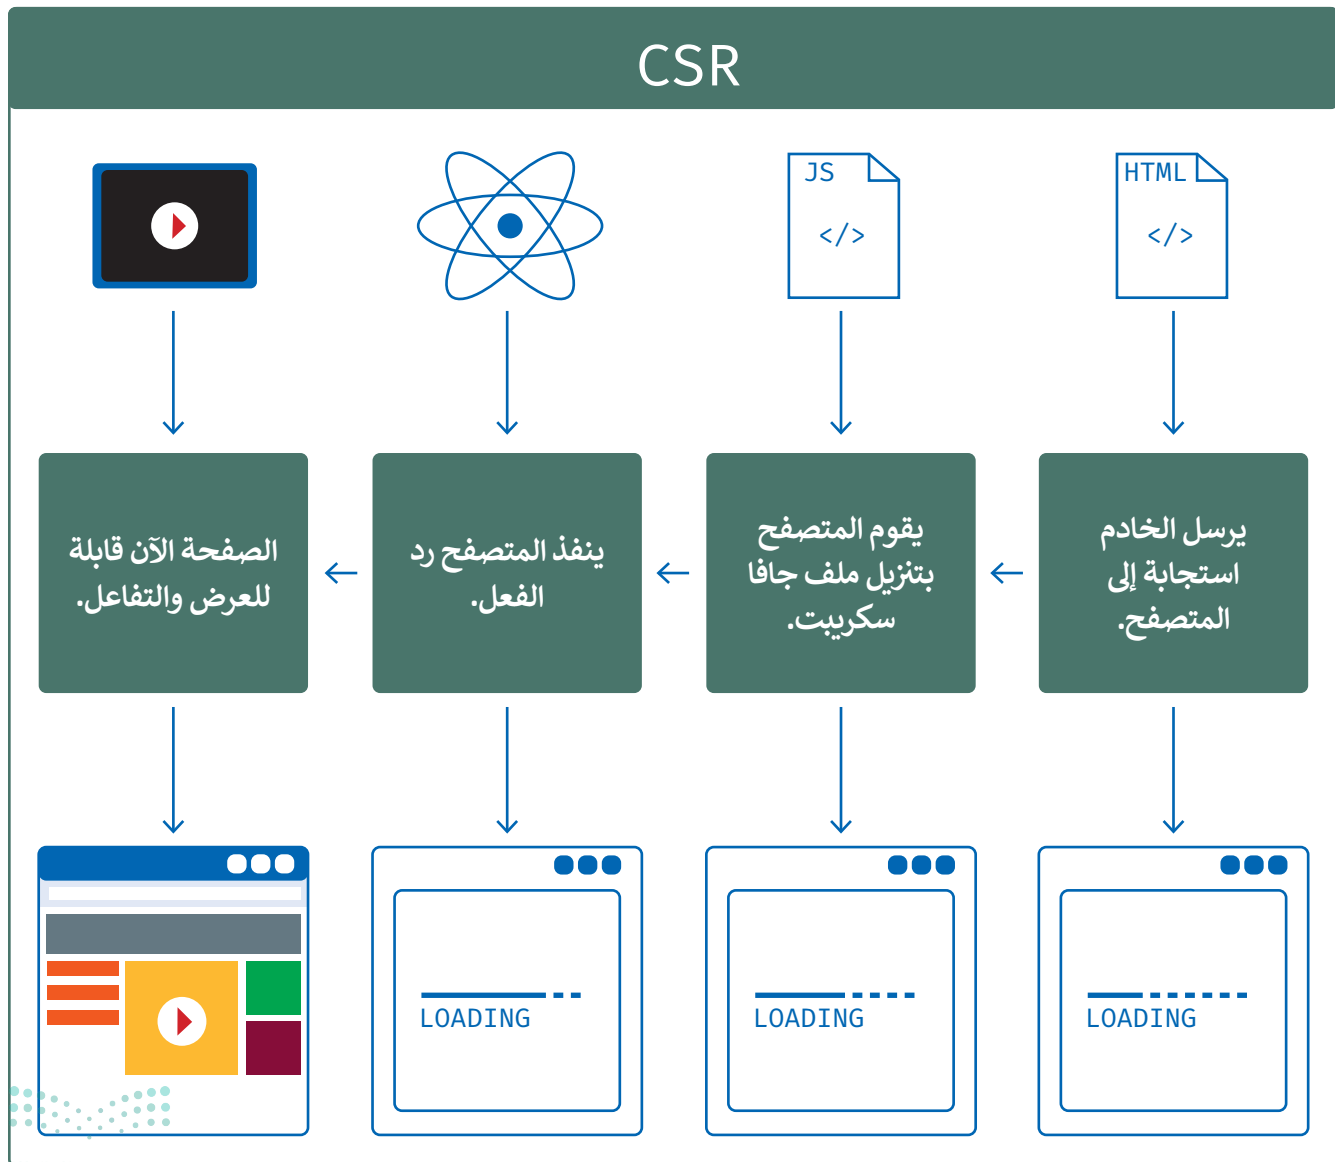 CSR
HTML
</>
JS
</>
يرسل الخادم
استجابة إلى
المتصفح.
يقوم المتصفح
بتنزيل ملف جافا
سكريبت.
ينفذ المتصفح رد
الفعل.
الصفحة الآن قابلة
للعرض والتفاعل.
LOADING
LOADING
LOADING